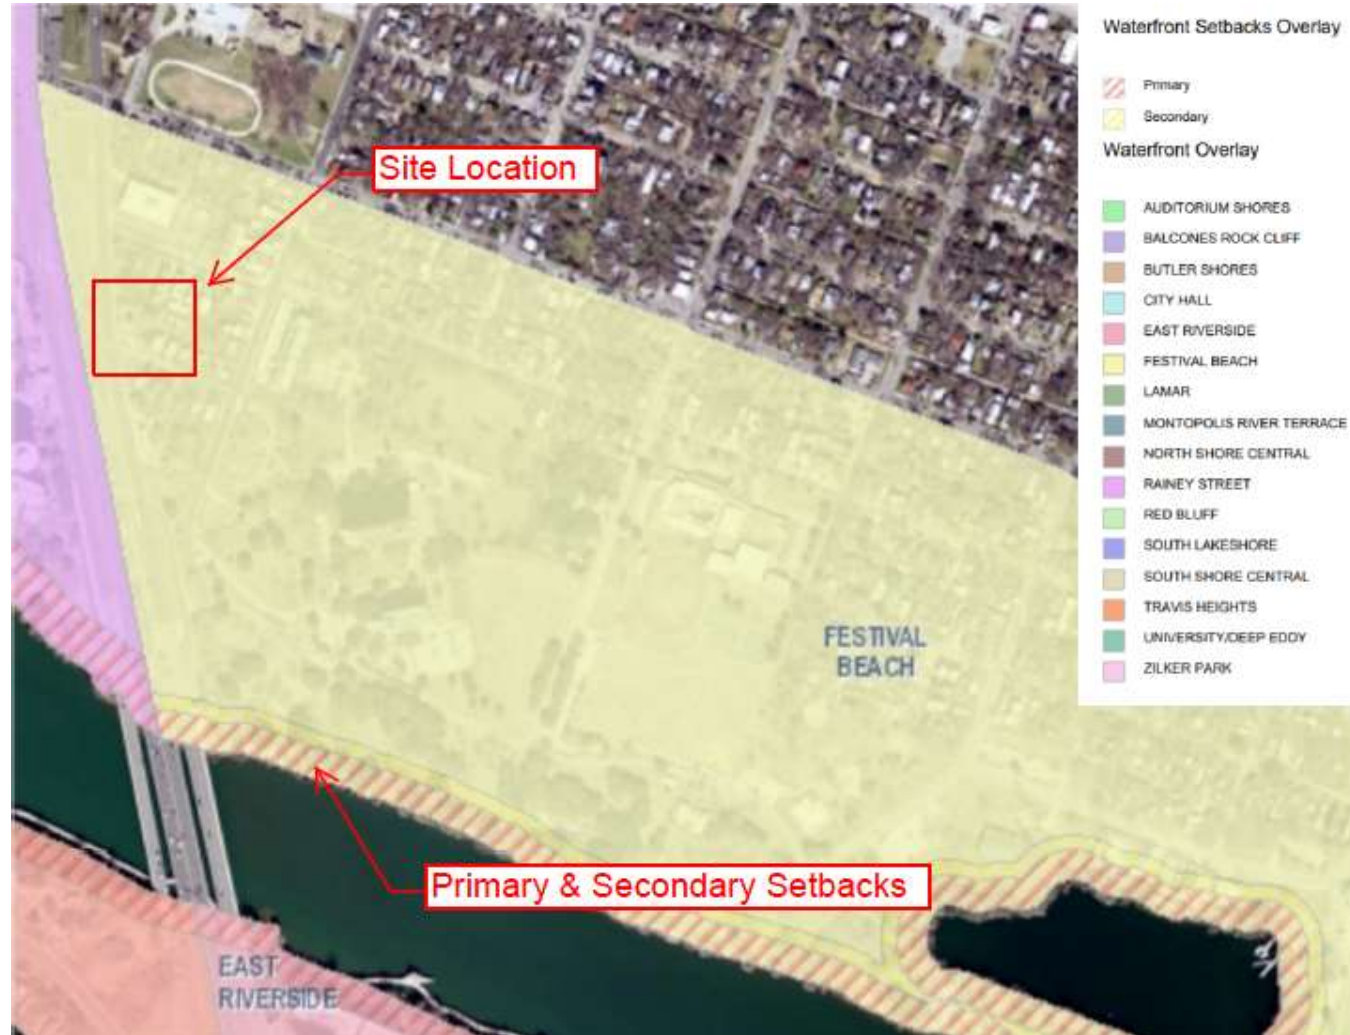 Waterfront Setbacks Overlay
Primary
Secondary
Waterfront Overlay
AUDITORIUM SHORES
BALCONES ROCK CLIFF
BUTLER SHORES
CITY HALL
EAST RIVERSIDE
FESTIVAL BEACH
LAMAR
MONTOPOLIS RIVER TERRACE
NORTH SHORE CENTRAL
RAINEY STREET
RED BLUFF
SOUTH LAKESHORE
SOUTH SHORE CENTRAL
TRAVIS HEIGHTS
UNIVERSITY/DEEP EDDY
ZILKER PARK
Site Location
FESTIVAL
BEACH
Primary & Secondary Setbacks
EAST
RIVERSIDE